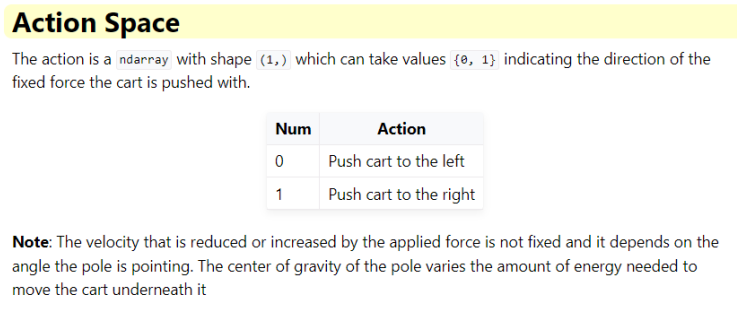 Action Space
The action is a ndarray with shape (1,) which can take values {0, 1} indicating the direction of the
fixed force the cart is pushed with.
Num Action
0 Push cart to the left
1 Push cart to the right
Note: The velocity that is reduced or increased by the applied force is not fixed and it depends on the
angle the pole is pointing. The center of gravity of the pole varies the amount of energy needed to
move the cart underneath it